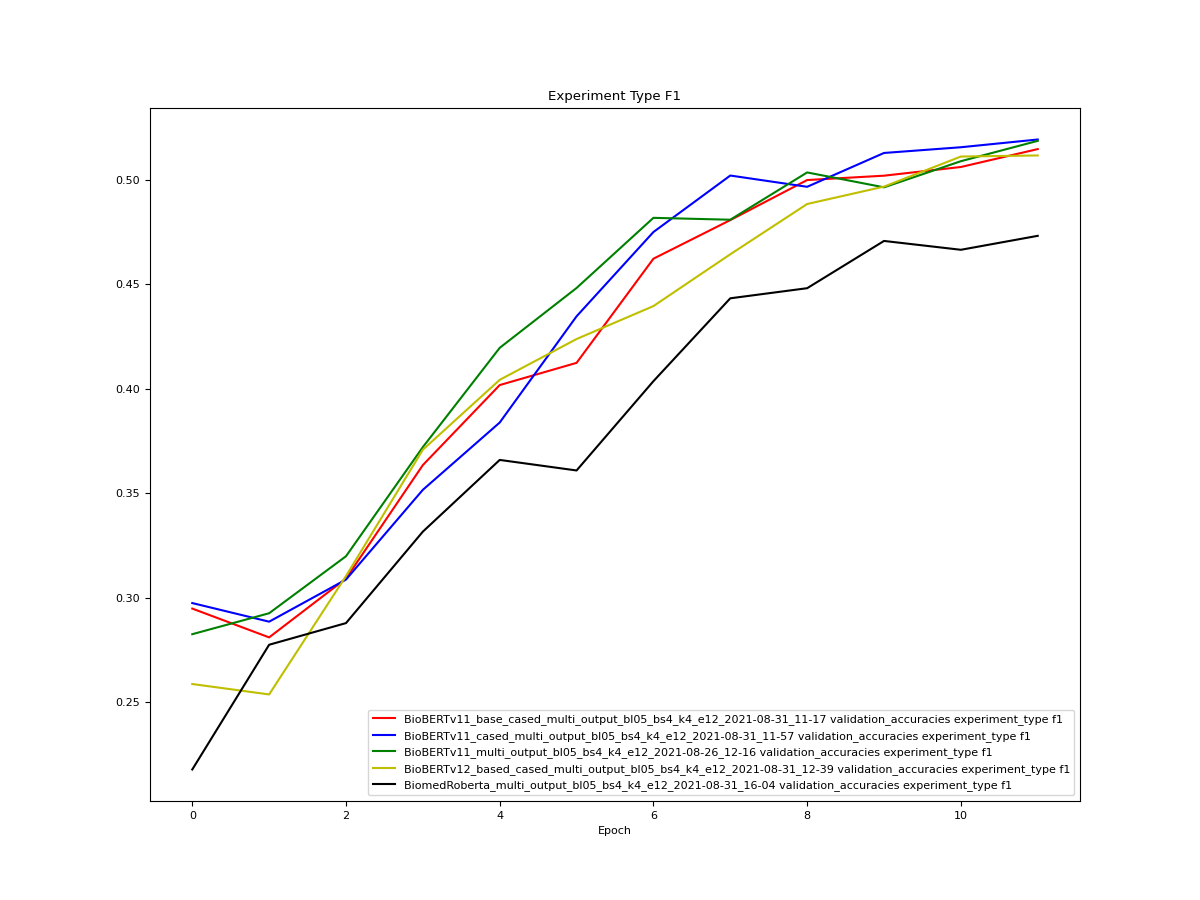 Experiment Type F1
0.50
0.45
0.40
0.35
0.30
0.25
BioBERTv11_base_cased_multi_output_bl05_bs4_k4_e12_2021-08-31_11-17 validation_accuracies experiment_type f1
BioBERTv11_cased_multi_output_bl05_bs4_k4_e12_2021-08-31_11-57 validation_accuracies experiment_type f1
BioBERTv11_multi_output_bl05_bs4_k4_e12_2021-08-26_12-16 validation_accuracies experiment_type f1
BioBERTv12_based_cased_multi_output_bl05_bs4_k4_e12_2021-08-31_12-39 validation_accuracies experiment_type f1
BiomedRoberta_multi_output_bl05_bs4_k4_e12_2021-08-31_16-04 validation_accuracies experiment_type f1
0 2 4 6 8 10
Epoch